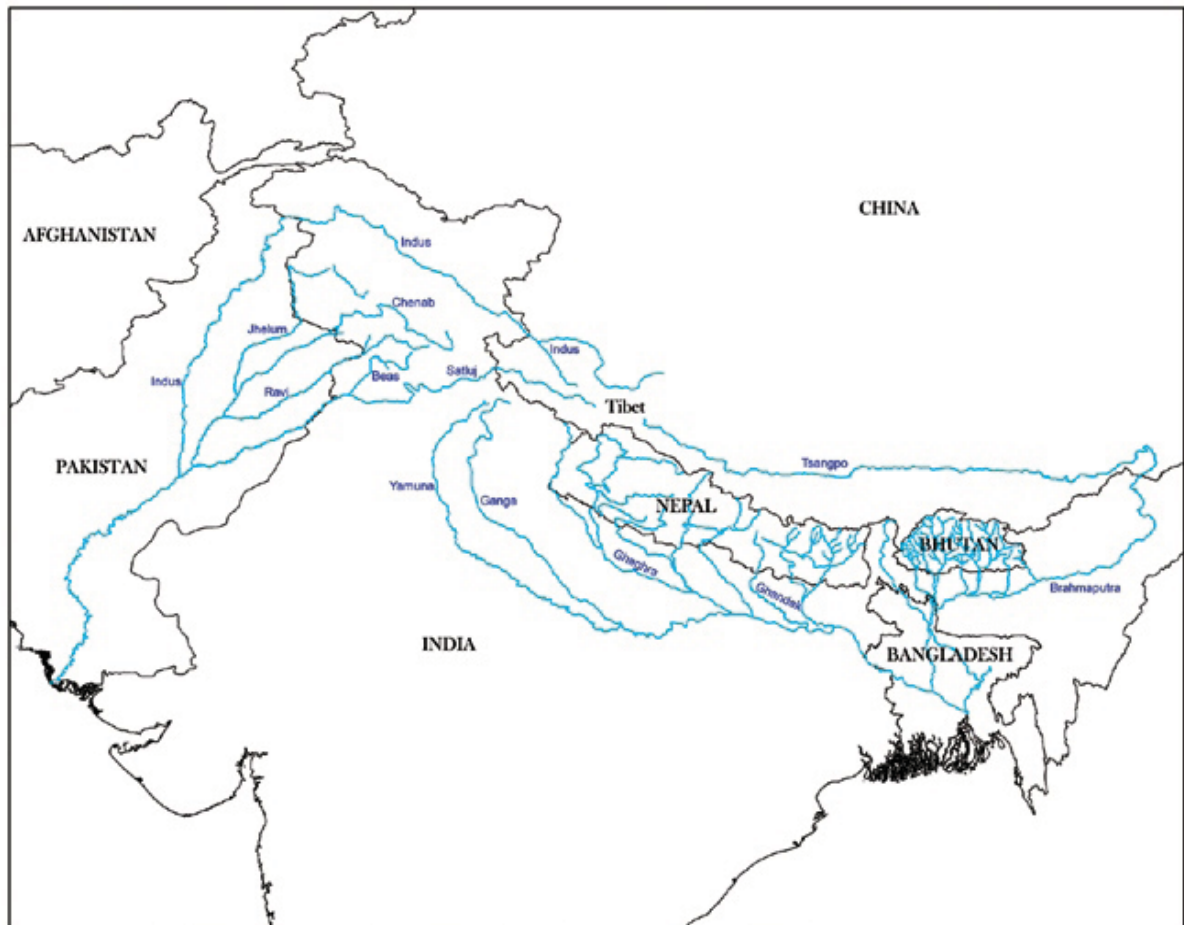 CHINA
AFGHANISTAN
Indus
Chenab
Jhelum
Indus
Indus
Beas
Satluj
Ravi
Tibet
PAKISTAN
Tsangpo
Yamuna
Ganga
NEPAL
BHUTAN
Ghaghra
Brahmaputra
Ghandak
INDIA
BANGLADESH